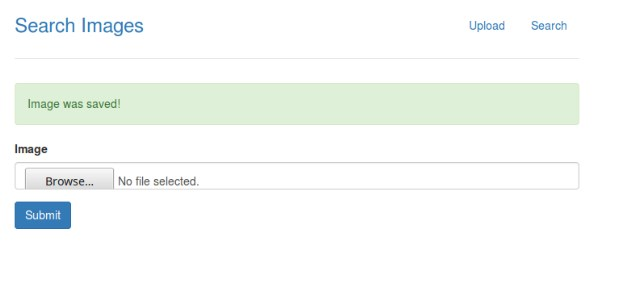 Search Images
Upload
Search
Image was saved!
Image
Browse... No file selected.
Submit